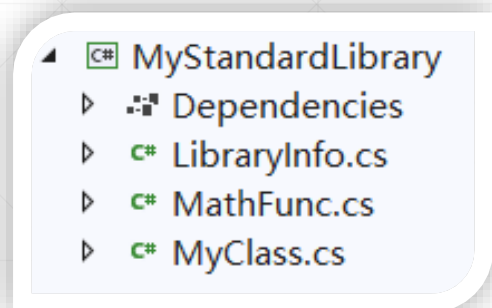 C# MyStandardLibrary
Dependencies
C# LibraryInfo.cs
C# MathFunc.cs
C# MyClass.cs